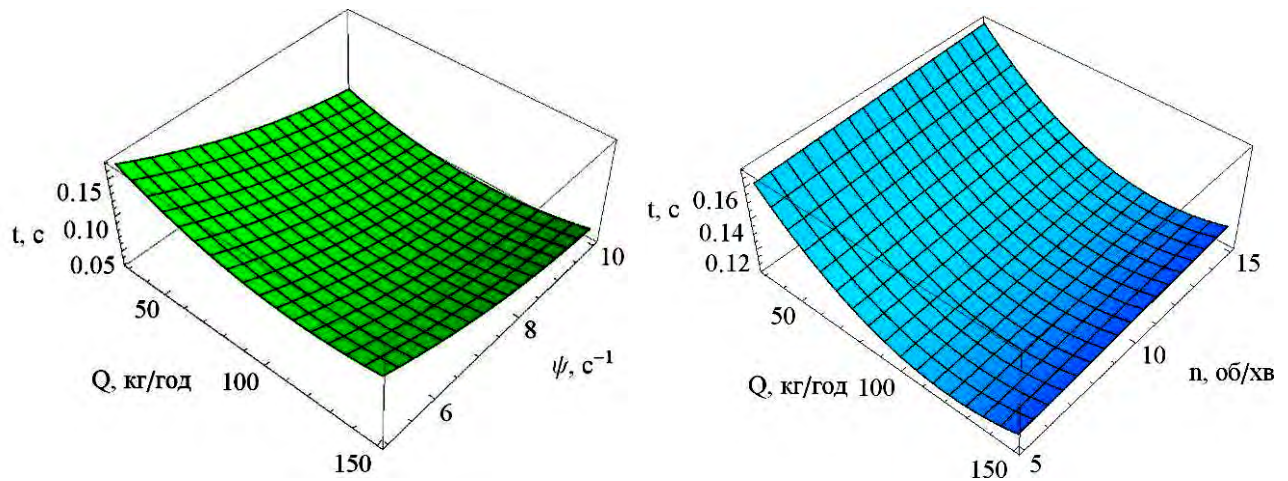 0.15
t, с 0.10
0.05
50
Q, кг/год 100
150
6
8
10
ψ, с⁻¹
0.16
t, с 0.14
0.12
50
Q, кг/год 100
150
5
10
15
n, об/хв